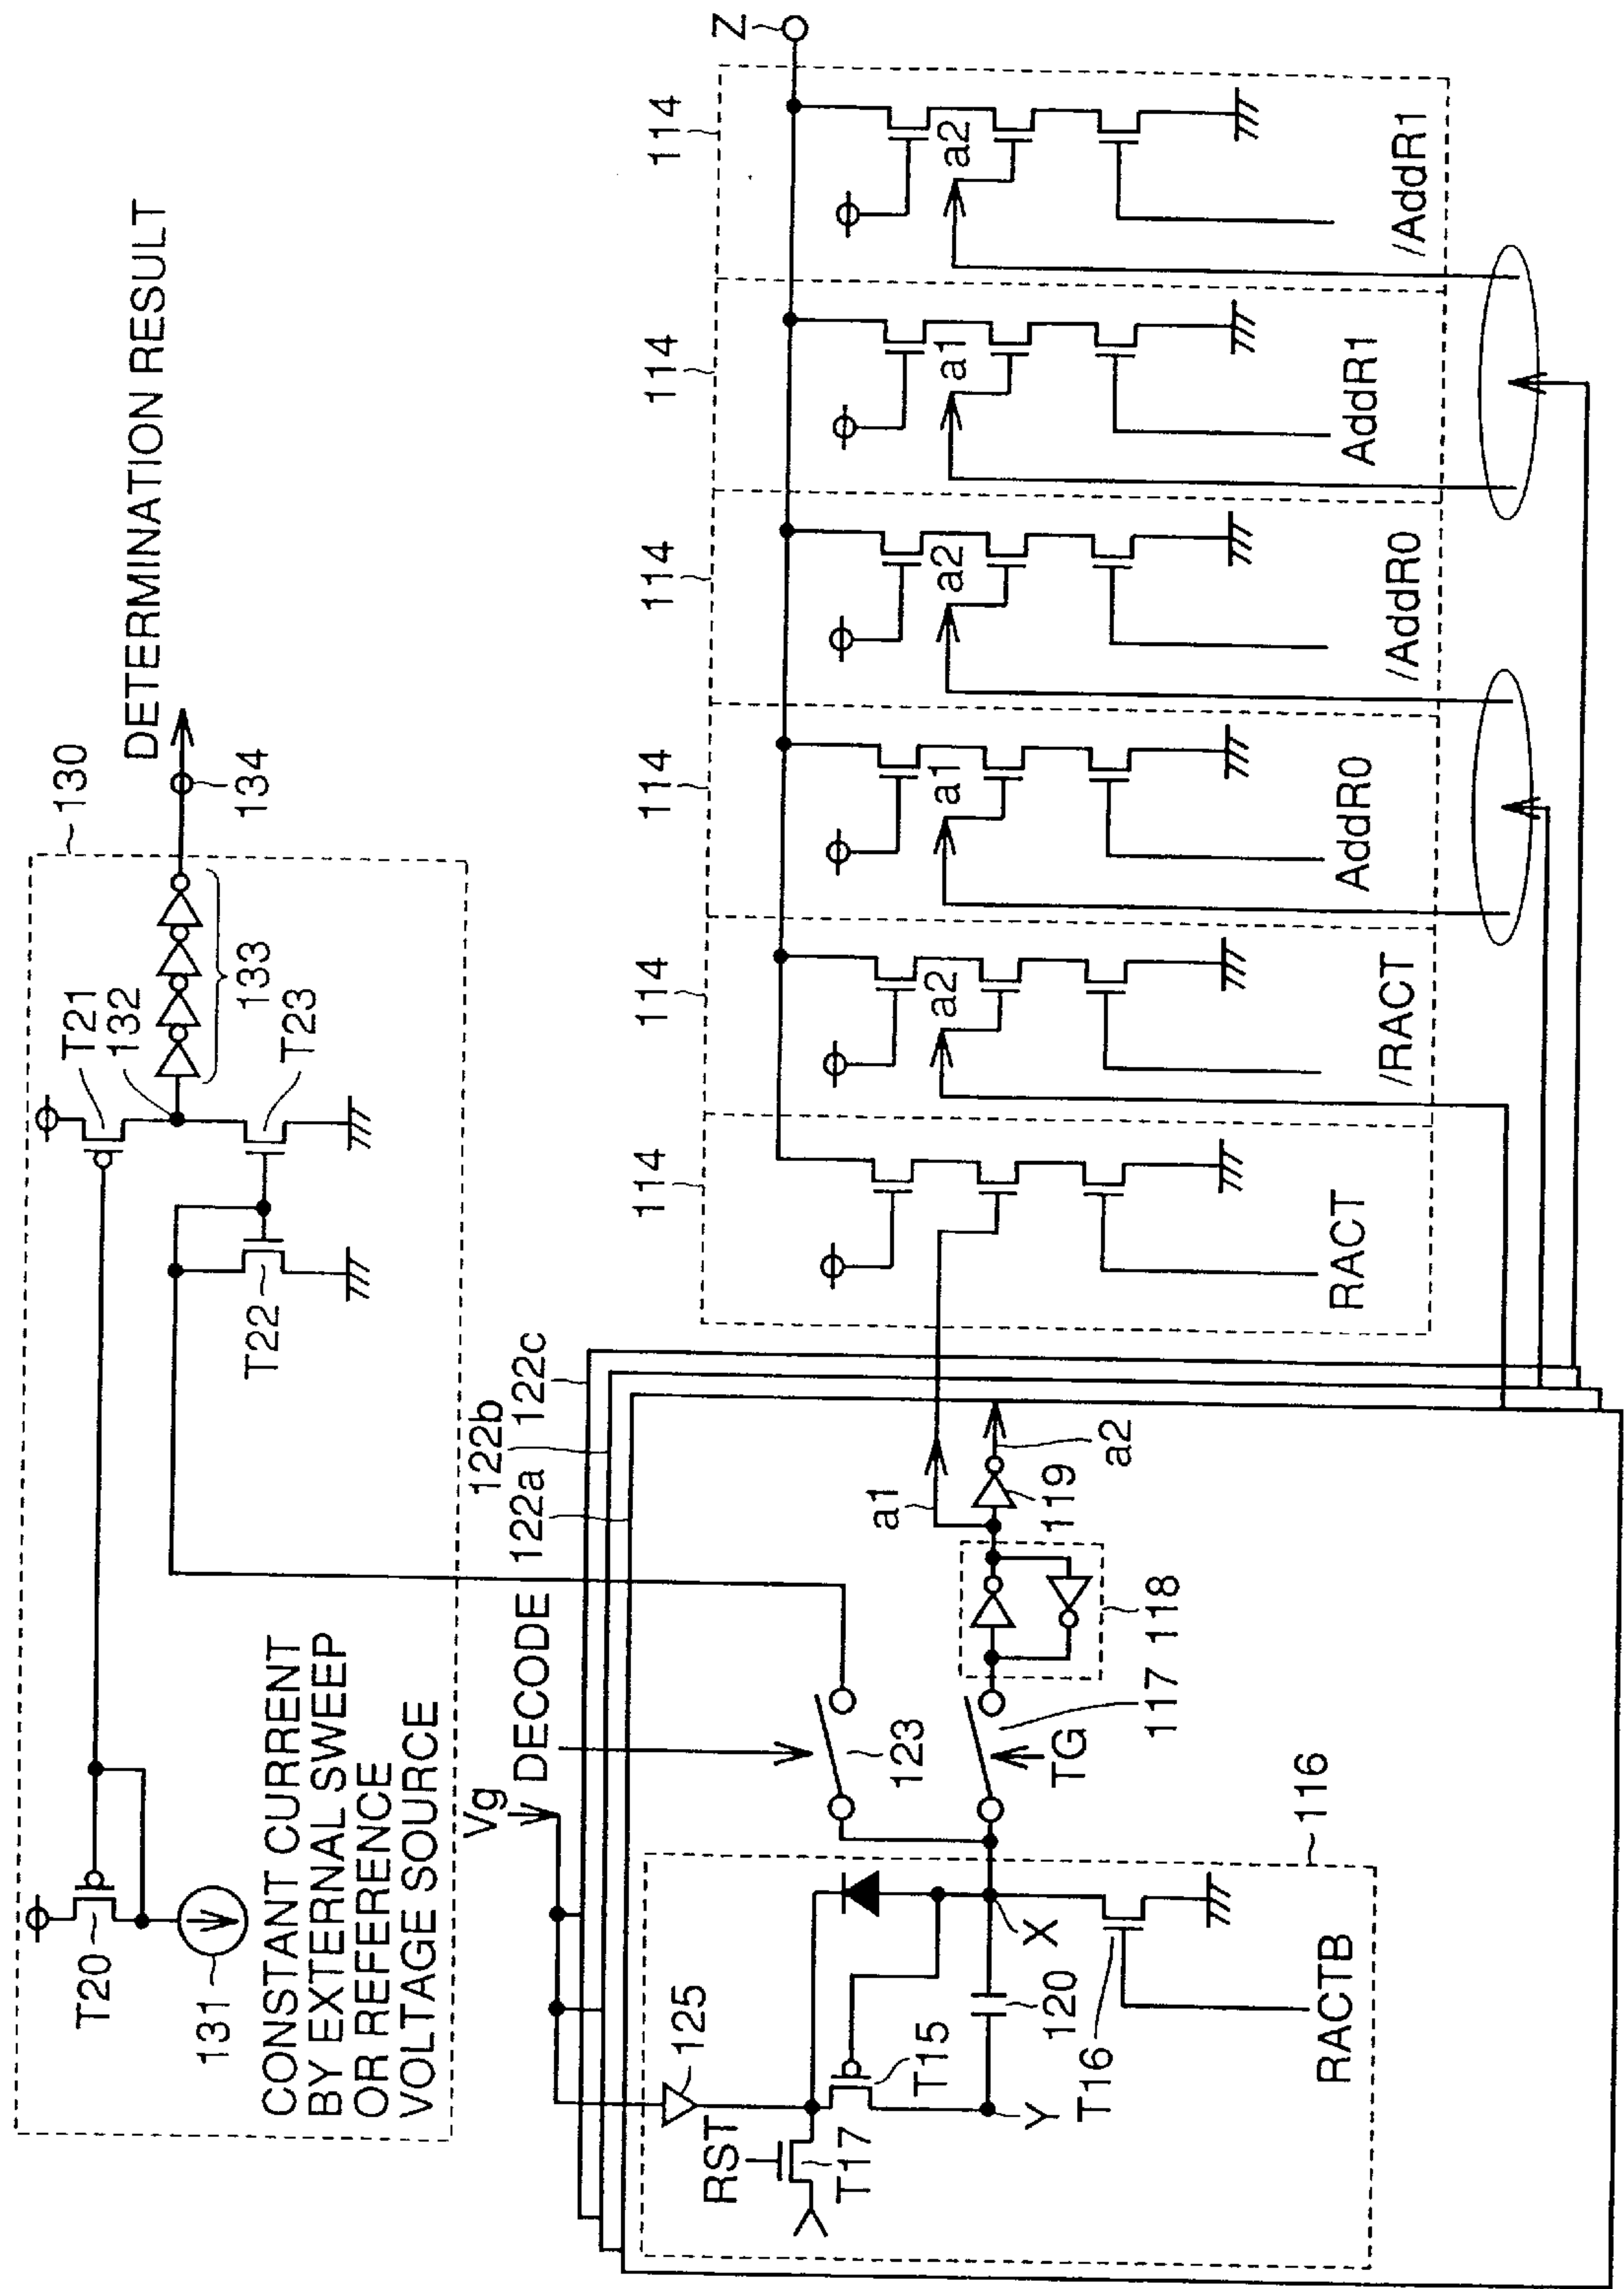 130
DETERMINATION RESULT
134
T21
132
133
T23
T22
T20
131
CONSTANT CURRENT
BY EXTERNAL SWEEP
OR REFERENCE
VOLTAGE SOURCE
Vg
DECODE
122a
122b
122c
123
125
RST
T17
T15
Y
120
X
T16
RACTB
116
TG
117
118
119
a1
a2
114
RACT
114
a2
/RACT
114
a1
AddR0
114
a2
/AddR0
114
a1
AddR1
114
a2
/AddR1
Z